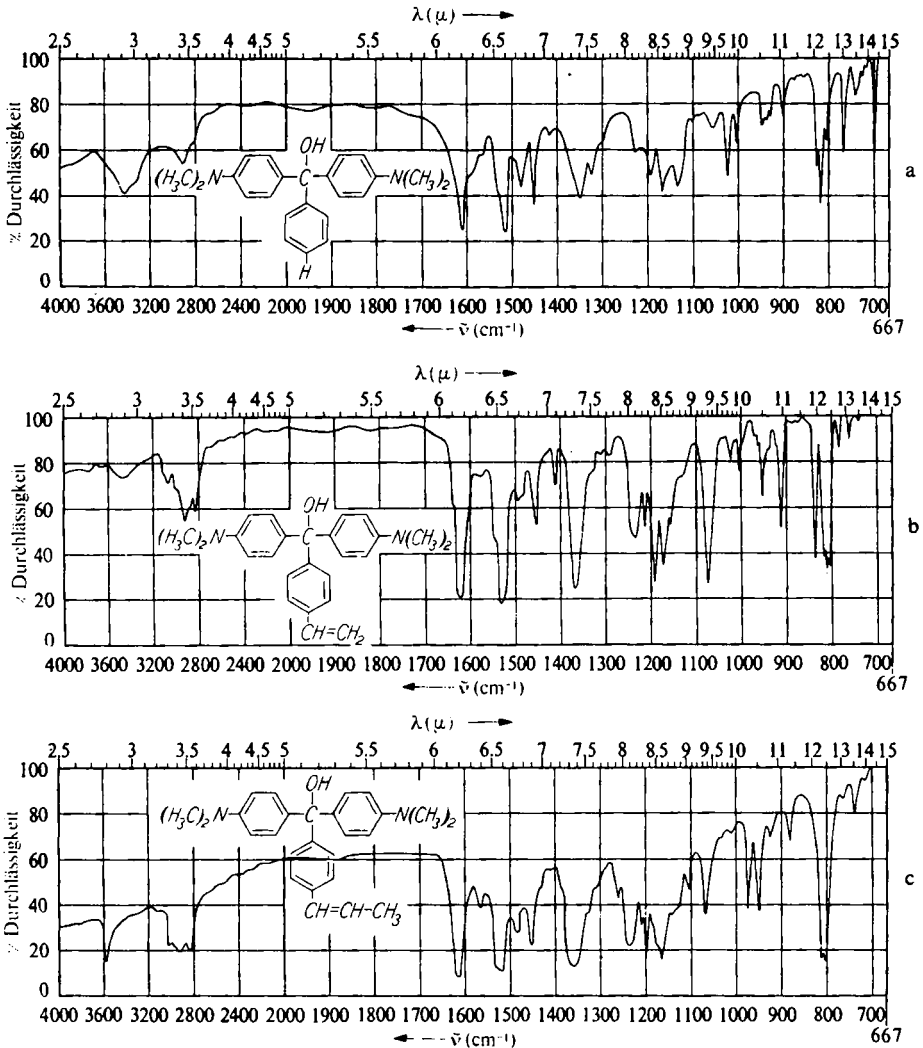 λ(μ) ⟶
2.5 3 3.5 4 4.5 5 5.5 6 6.5 7 7.5 8 8.5 9 9.5 10 11 12 13 14 15
100
80
60
40
20
0
% Durchlässigkeit
OH
(H3C)2N C N(CH3)2
H
a
4000 3600 3200 2800 2400 2000 1900 1800 1700 1600 1500 1400 1300 1200 1100 1000 900 800 700
667
⟵ ṽ (cm⁻¹)
λ(μ) ⟶
2.5 3 3.5 4 4.5 5 5.5 6 6.5 7 7.5 8 8.5 9 9.5 10 11 12 13 14 15
100
80
60
40
20
0
% Durchlässigkeit
OH
(H3C)2N C N(CH3)2
CH=CH2
b
4000 3600 3200 2800 2400 2000 1900 1800 1700 1600 1500 1400 1300 1200 1100 1000 900 800 700
667
⟵ ṽ (cm⁻¹)
λ(μ) ⟶
2.5 3 3.5 4 4.5 5 5.5 6 6.5 7 7.5 8 8.5 9 9.5 10 11 12 13 14 15
100
80
60
40
20
0
% Durchlässigkeit
OH
(H3C)2N C N(CH3)2
CH=CH-CH3
c
4000 3600 3200 2800 2400 2000 1900 1800 1700 1600 1500 1400 1300 1200 1100 1000 900 800 700
667
⟵ ṽ (cm⁻¹)